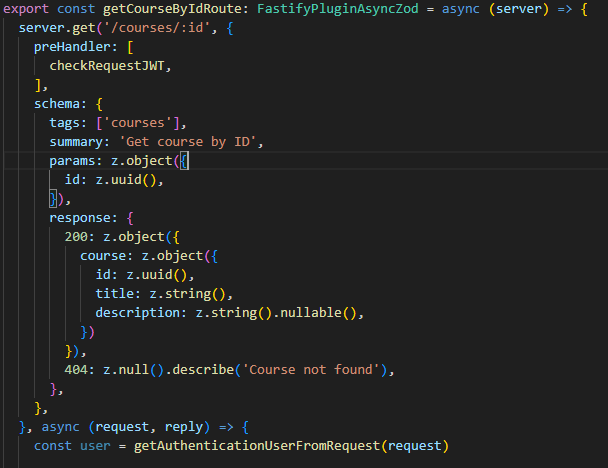 export const getCourseByIdRoute: FastifyPluginAsyncZod = async (server) => {
  server.get('/courses/:id', {
    preHandler: [
      checkRequestJWT,
    ],
    schema: {
      tags: ['courses'],
      summary: 'Get course by ID',
      params: z.object({
        id: z.uuid(),
      }),
      response: {
        200: z.object({
          course: z.object({
            id: z.uuid(),
            title: z.string(),
            description: z.string().nullable(),
          })
        }),
        404: z.null().describe('Course not found'),
      },
    },
  }, async (request, reply) => {
    const user = getAuthenticationUserFromRequest(request)